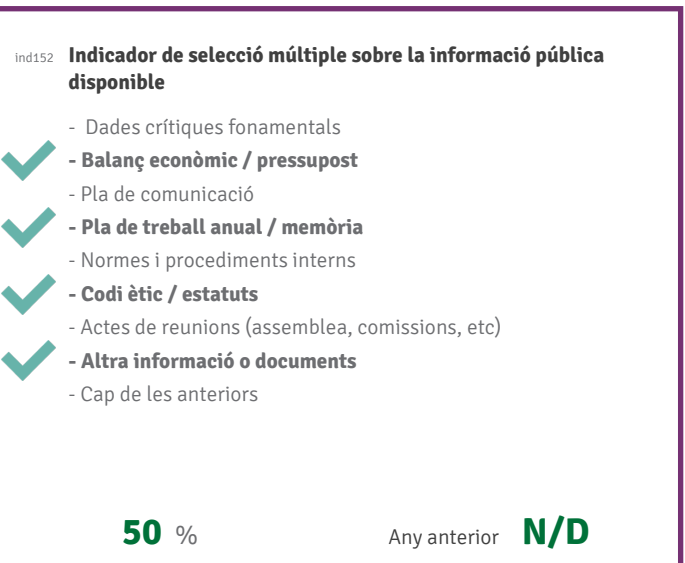 ind152 Indicador de selecció múltiple sobre la informació pública
disponible
- Dades crítiques fonamentals
- Balanç econòmic / pressupost
- Pla de comunicació
- Pla de treball anual / memòria
- Normes i procediments interns
- Codi ètic / estatuts
- Actes de reunions (assemblea, comissions, etc)
- Altra informació o documents
- Cap de les anteriors
50 % Any anterior N/D